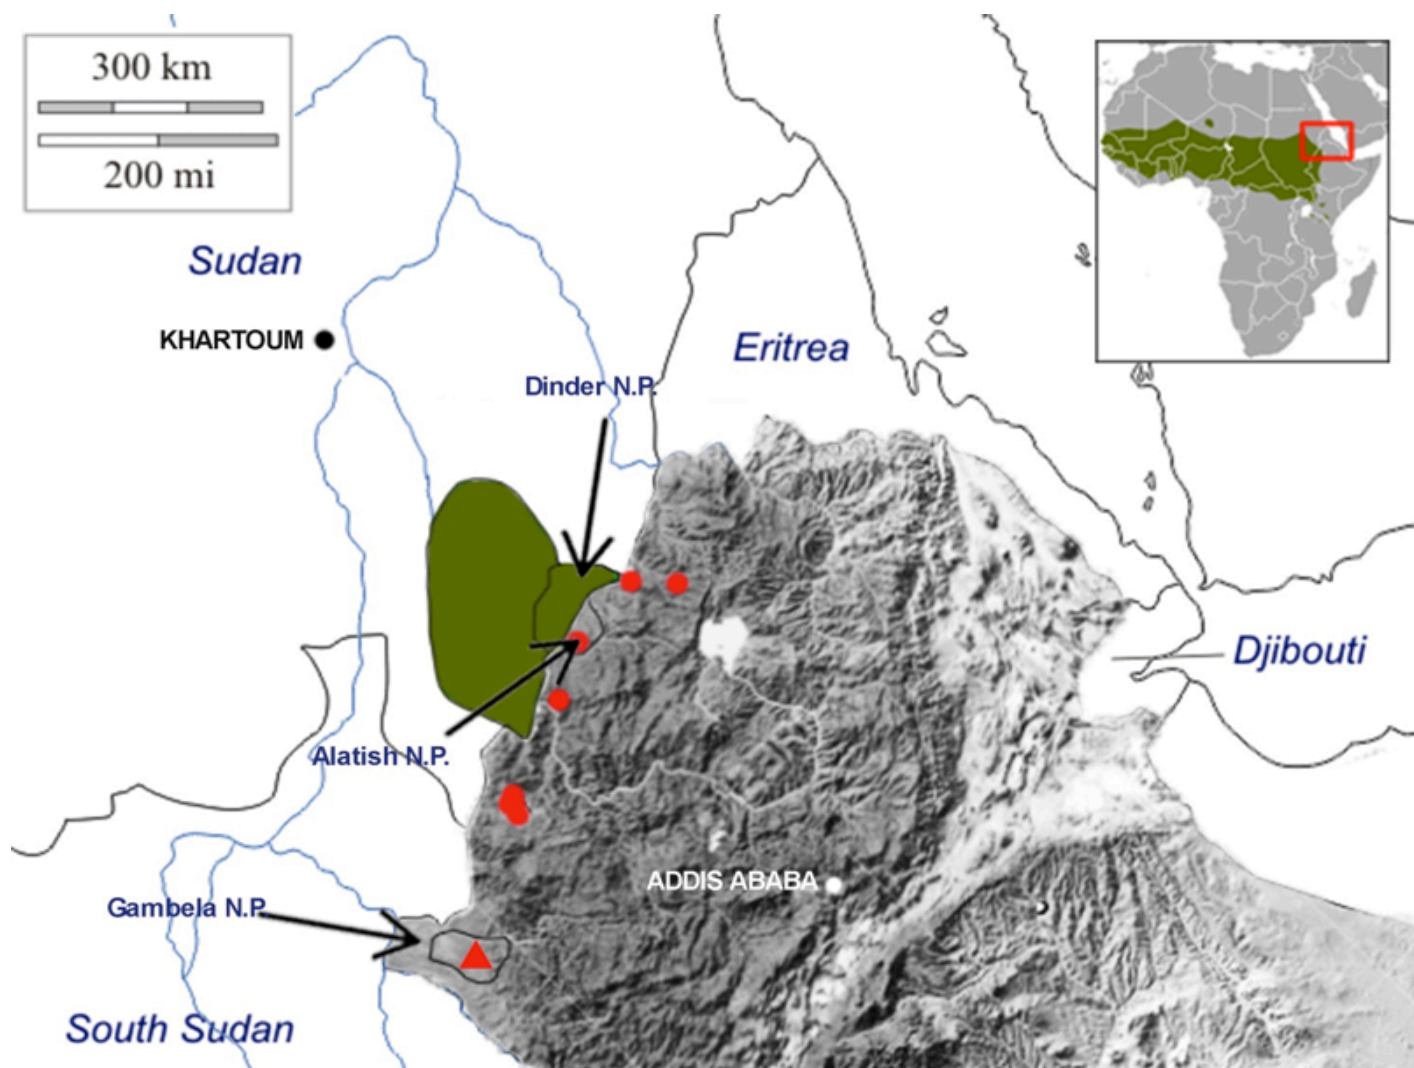 300 km
200 mi
Sudan
KHARTOUM
Eritrea
Dinder N.P.
Djibouti
Alatish N.P.
ADDIS ABABA
Gambela N.P.
South Sudan